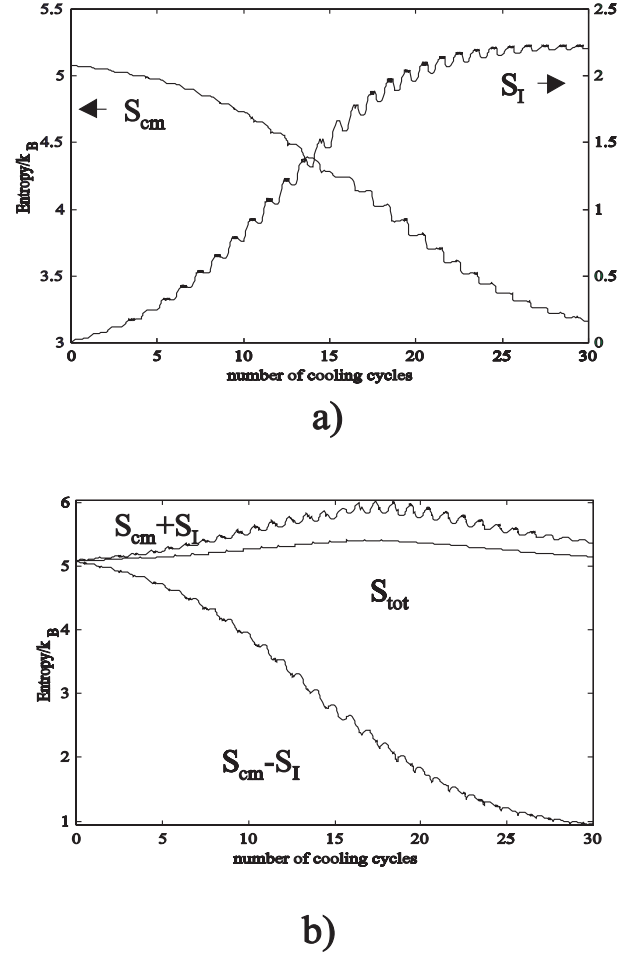 5.5 2.5
5 2
S_cm S_I
4.5 1.5
Entropy/k_B
4 1
3.5 0.5
3 0
0 5 10 15 20 25 30
number of cooling cycles
a)
6
S_cm+S_I
5
S_tot
4
Entropy/k_B
3
2
S_cm-S_I
1
0 5 10 15 20 25 30
number of cooling cycles
b)